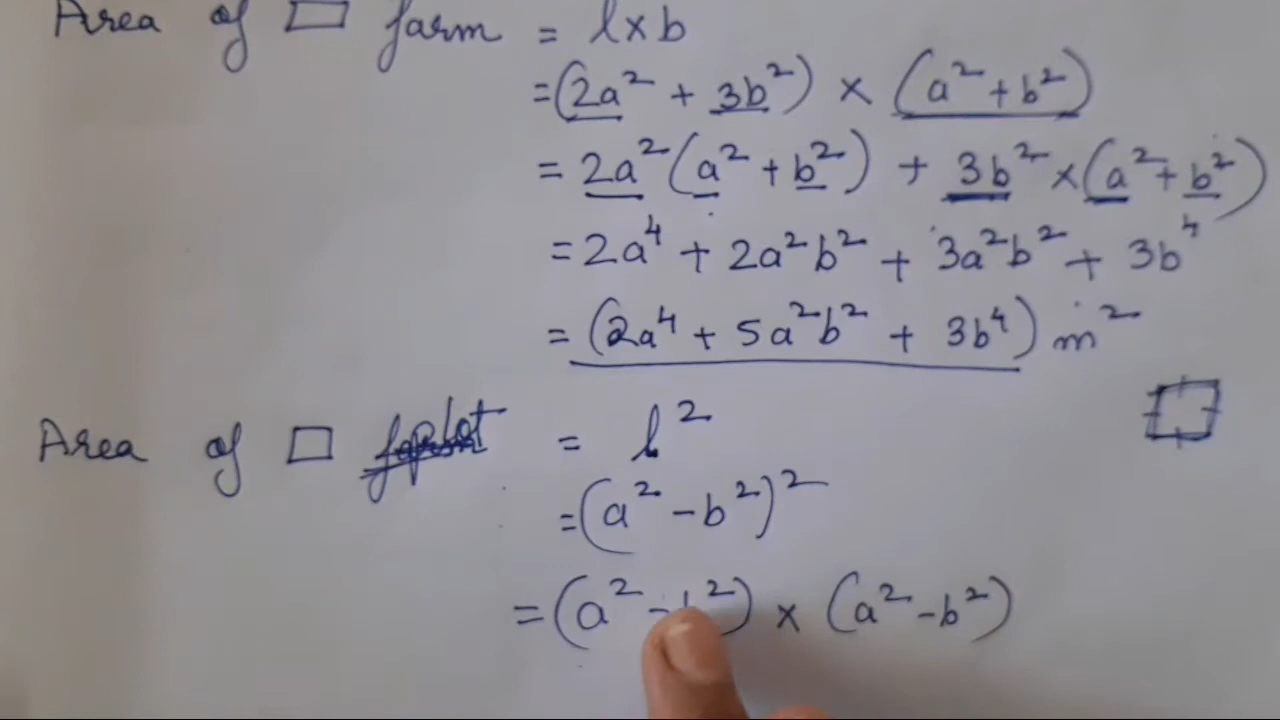 Area of ▭ farm = l×b
=(2a² + 3b²) × (a² + b²)
= 2a²(a² + b²) + 3b² ×(a² + b²)
= 2a⁴ + 2a²b² + 3a²b² + 3b⁴
= (2a⁴ + 5a²b² + 3b⁴) m²
Area of □ plot = l²
=(a² - b²)²
=(a² - b²) × (a² - b²)